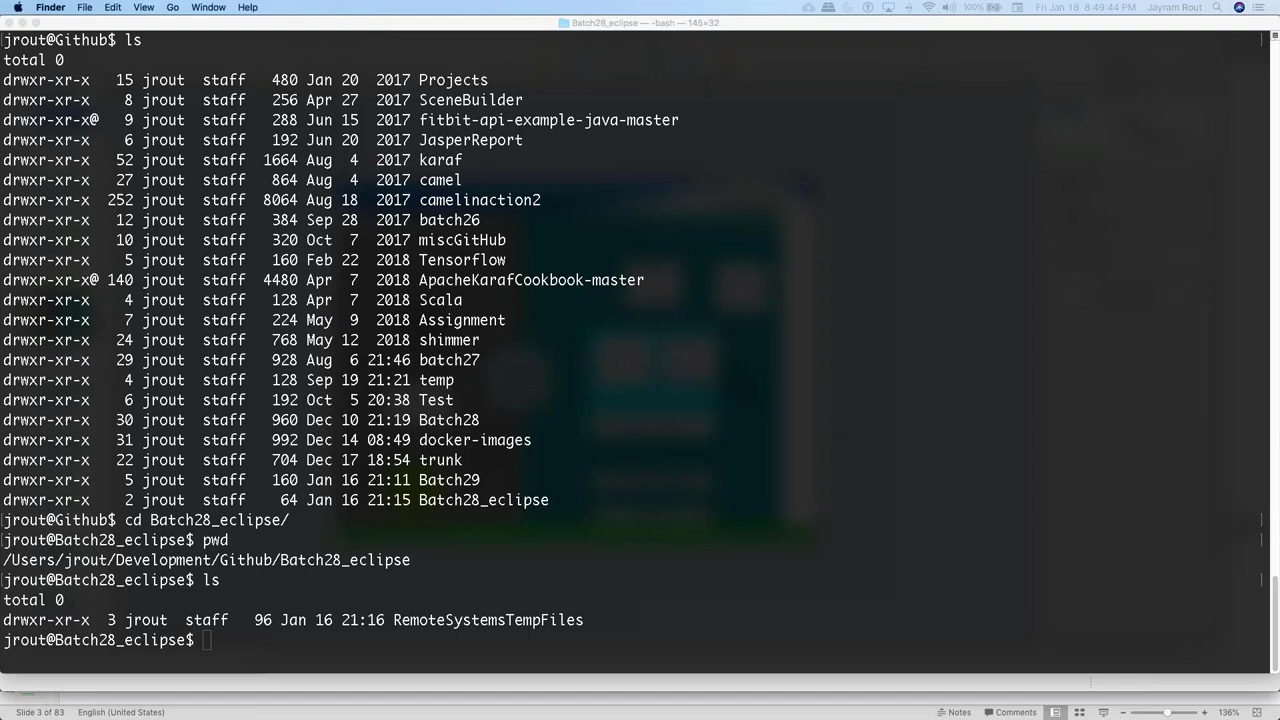 Finder File Edit View Go Window Help 100% Fri Jan 18 8:49:44 PM Jayram Rout
Batch28_eclipse — -bash — 145×32
jrout@Github$ ls
total 0
drwxr-xr-x 15 jrout staff 480 Jan 20 2017 Projects
drwxr-xr-x 8 jrout staff 256 Apr 27 2017 SceneBuilder
drwxr-xr-x@ 9 jrout staff 288 Jun 15 2017 fitbit-api-example-java-master
drwxr-xr-x 6 jrout staff 192 Jun 20 2017 JasperReport
drwxr-xr-x 52 jrout staff 1664 Aug 4 2017 karaf
drwxr-xr-x 27 jrout staff 864 Aug 4 2017 camel
drwxr-xr-x 252 jrout staff 8064 Aug 18 2017 camelinaction2
drwxr-xr-x 12 jrout staff 384 Sep 28 2017 batch26
drwxr-xr-x 10 jrout staff 320 Oct 7 2017 miscGitHub
drwxr-xr-x 5 jrout staff 160 Feb 22 2018 Tensorflow
drwxr-xr-x@ 140 jrout staff 4480 Apr 7 2018 ApacheKarafCookbook-master
drwxr-xr-x 4 jrout staff 128 Apr 7 2018 Scala
drwxr-xr-x 7 jrout staff 224 May 9 2018 Assignment
drwxr-xr-x 24 jrout staff 768 May 12 2018 shimmer
drwxr-xr-x 29 jrout staff 928 Aug 6 21:46 batch27
drwxr-xr-x 4 jrout staff 128 Sep 19 21:21 temp
drwxr-xr-x 6 jrout staff 192 Oct 5 20:38 Test
drwxr-xr-x 30 jrout staff 960 Dec 10 21:19 Batch28
drwxr-xr-x 31 jrout staff 992 Dec 14 08:49 docker-images
drwxr-xr-x 22 jrout staff 704 Dec 17 18:54 trunk
drwxr-xr-x 5 jrout staff 160 Jan 16 21:11 Batch29
drwxr-xr-x 2 jrout staff 64 Jan 16 21:15 Batch28_eclipse
jrout@Github$ cd Batch28_eclipse/
jrout@Batch28_eclipse$ pwd
/Users/jrout/Development/Github/Batch28_eclipse
jrout@Batch28_eclipse$ ls
total 0
drwxr-xr-x 3 jrout staff 96 Jan 16 21:16 RemoteSystemsTempFiles
jrout@Batch28_eclipse$
Slide 3 of 83 English (United States) Notes Comments 136%